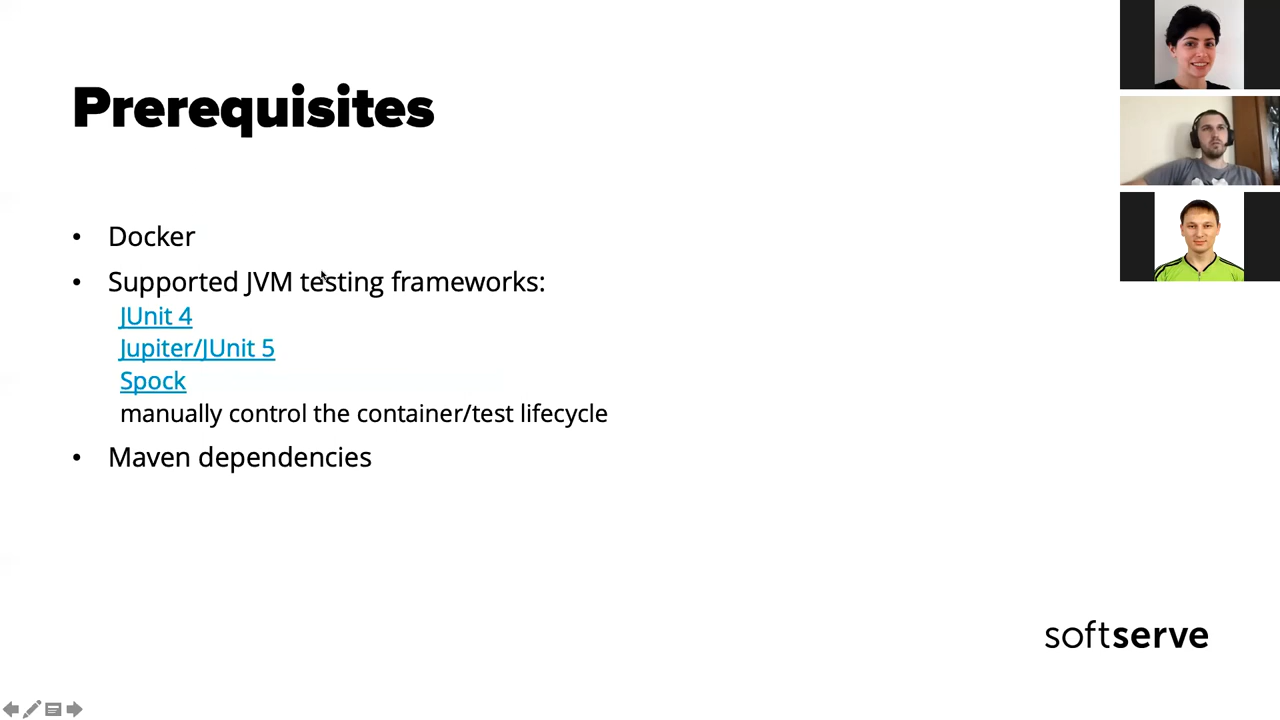 Prerequisites
• Docker
• Supported JVM testing frameworks:
JUnit 4
Jupiter/JUnit 5
Spock
manually control the container/test lifecycle
• Maven dependencies
softserve